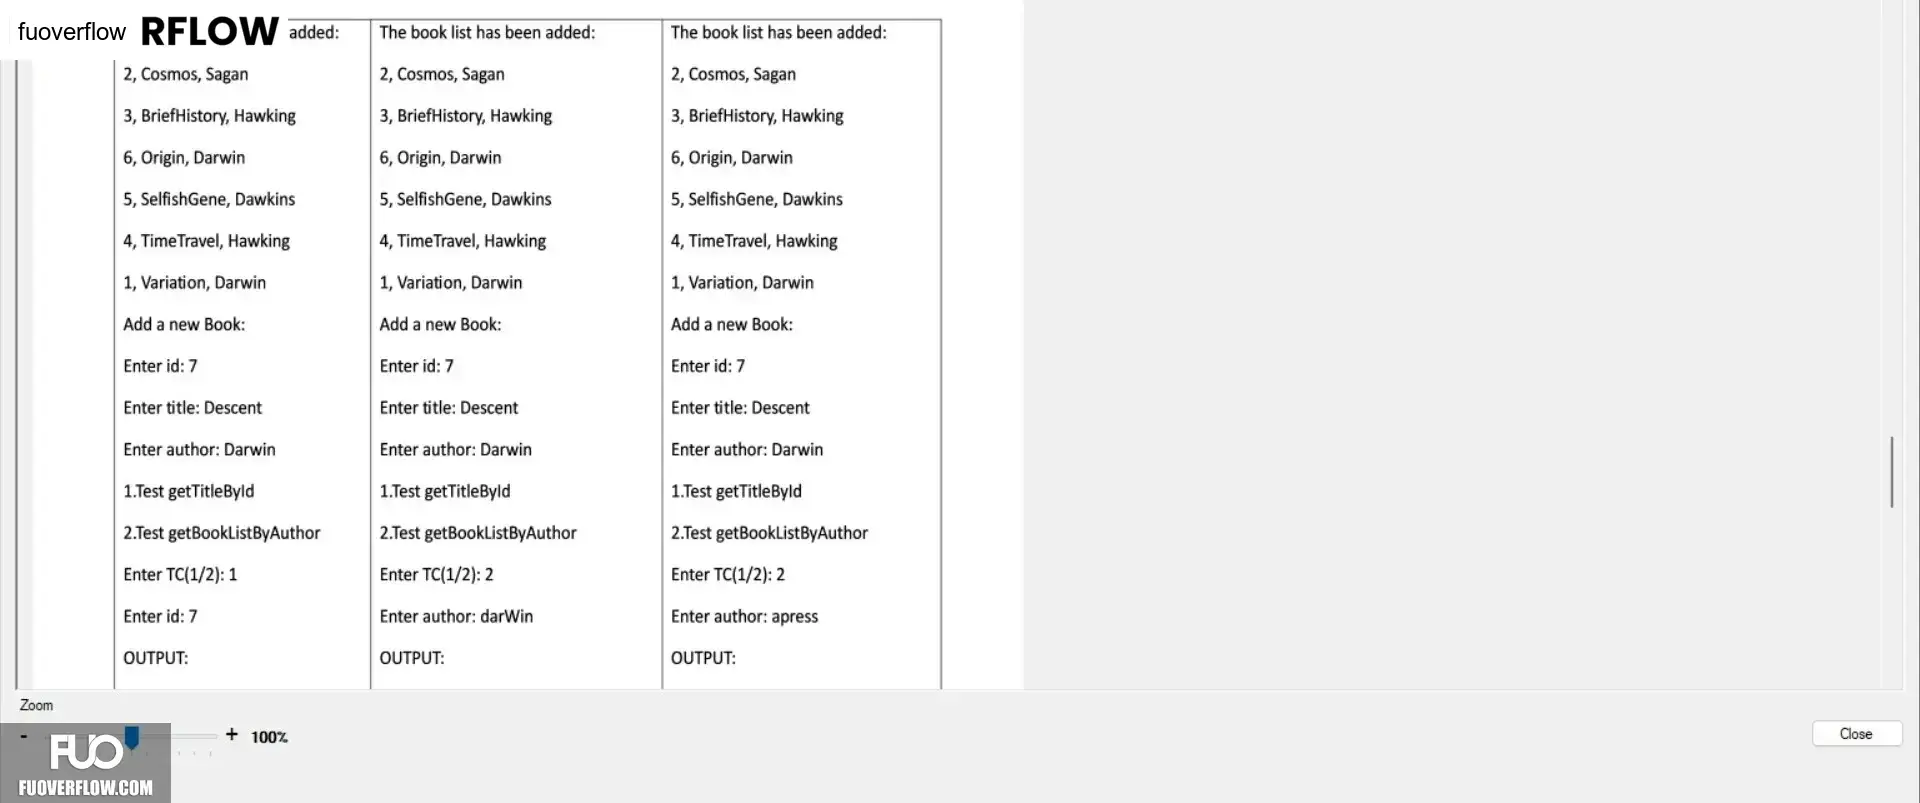 fuoverflow RFLOW
added:
2, Cosmos, Sagan
3, BriefHistory, Hawking
6, Origin, Darwin
5, SelfishGene, Dawkins
4, TimeTravel, Hawking
1, Variation, Darwin
Add a new Book:
Enter id: 7
Enter title: Descent
Enter author: Darwin
1.Test getTitleById
2.Test getBookListByAuthor
Enter TC(1/2): 1
Enter id: 7
OUTPUT:
The book list has been added:
2, Cosmos, Sagan
3, BriefHistory, Hawking
6, Origin, Darwin
5, SelfishGene, Dawkins
4, TimeTravel, Hawking
1, Variation, Darwin
Add a new Book:
Enter id: 7
Enter title: Descent
Enter author: Darwin
1.Test getTitleById
2.Test getBookListByAuthor
Enter TC(1/2): 2
Enter author: darWin
OUTPUT:
The book list has been added:
2, Cosmos, Sagan
3, BriefHistory, Hawking
6, Origin, Darwin
5, SelfishGene, Dawkins
4, TimeTravel, Hawking
1, Variation, Darwin
Add a new Book:
Enter id: 7
Enter title: Descent
Enter author: Darwin
1.Test getTitleById
2.Test getBookListByAuthor
Enter TC(1/2): 2
Enter author: apress
OUTPUT:
Zoom
- + 100%
Close
FUO
FUOVERFLOW.COM